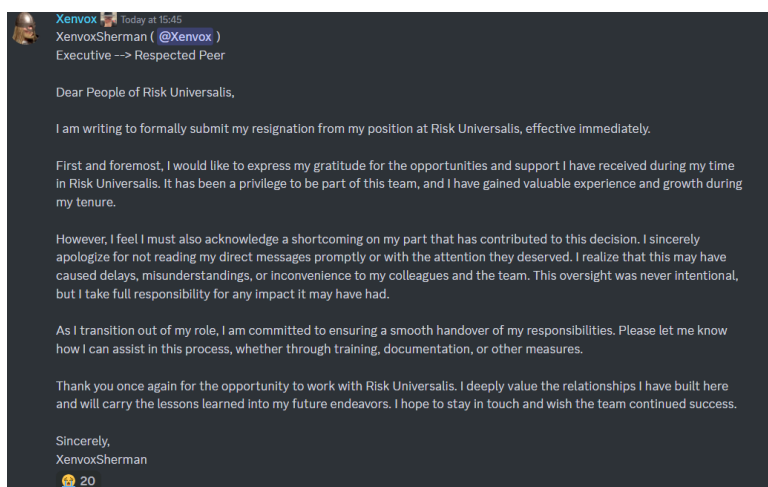 Xenvox Today at 15:45
XenvoxSherman ( @Xenvox )
Executive --> Respected Peer
Dear People of Risk Universalis,
I am writing to formally submit my resignation from my position at Risk Universalis, effective immediately.
First and foremost, I would like to express my gratitude for the opportunities and support I have received during my time
in Risk Universalis. It has been a privilege to be part of this team, and I have gained valuable experience and growth during
my tenure.
However, I feel I must also acknowledge a shortcoming on my part that has contributed to this decision. I sincerely
apologize for not reading my direct messages promptly or with the attention they deserved. I realize that this may have
caused delays, misunderstandings, or inconvenience to my colleagues and the team. This oversight was never intentional,
but I take full responsibility for any impact it may have had.
As I transition out of my role, I am committed to ensuring a smooth handover of my responsibilities. Please let me know
how I can assist in this process, whether through training, documentation, or other measures.
Thank you once again for the opportunity to work with Risk Universalis. I deeply value the relationships I have built here
and will carry the lessons learned into my future endeavors. I hope to stay in touch and wish the team continued success.
Sincerely,
XenvoxSherman
20